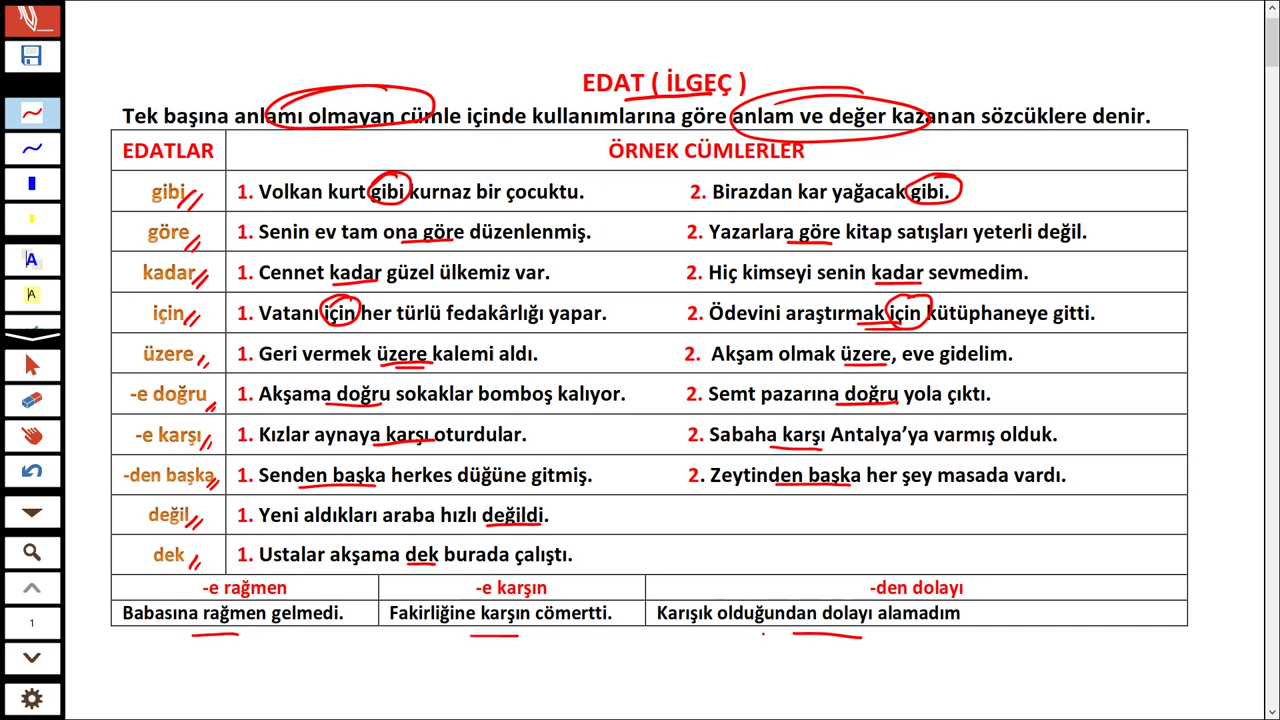 EDAT ( İLGEÇ )
Tek başına anlamı olmayan cümle içinde kullanımlarına göre anlam ve değer kazanan sözcüklere denir.
EDATLAR ÖRNEK CÜMLERLER
gibi 1. Volkan kurt gibi kurnaz bir çocuktu. 2. Birazdan kar yağacak gibi.
göre 1. Senin ev tam ona göre düzenlenmiş. 2. Yazarlara göre kitap satışları yeterli değil.
kadar 1. Cennet kadar güzel ülkemiz var. 2. Hiç kimseyi senin kadar sevmedim.
için 1. Vatanı için her türlü fedakârlığı yapar. 2. Ödevini araştırmak için kütüphaneye gitti.
üzere 1. Geri vermek üzere kalemi aldı. 2. Akşam olmak üzere, eve gidelim.
-e doğru 1. Akşama doğru sokaklar bomboş kalıyor. 2. Semt pazarına doğru yola çıktı.
-e karşı 1. Kızlar aynaya karşı oturdular. 2. Sabaha karşı Antalya’ya varmış olduk.
-den başka 1. Senden başka herkes düğüne gitmiş. 2. Zeytinden başka her şey masada vardı.
değil 1. Yeni aldıkları araba hızlı değildi.
dek 1. Ustalar akşama dek burada çalıştı.
-e rağmen -e karşın -den dolayı
Babasına rağmen gelmedi. Fakirliğine karşın cömertti. Karışık olduğundan dolayı alamadım
A
A
1